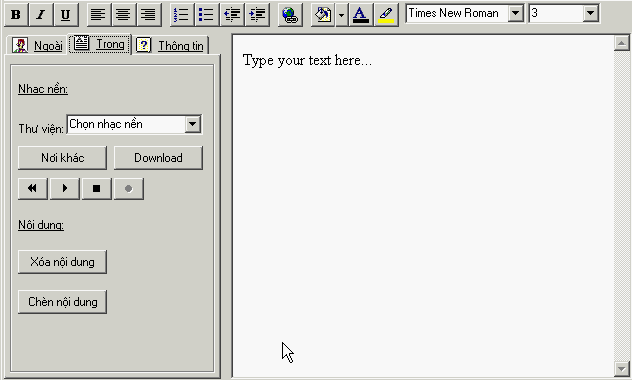 B I U Times New Roman 3
Ngoài Trong Thông tin
Type your text here...
Nhạc nền:
Thư viện: Chọn nhạc nền
Nơi khác Download
Nội dung:
Xóa nội dung
Chèn nội dung